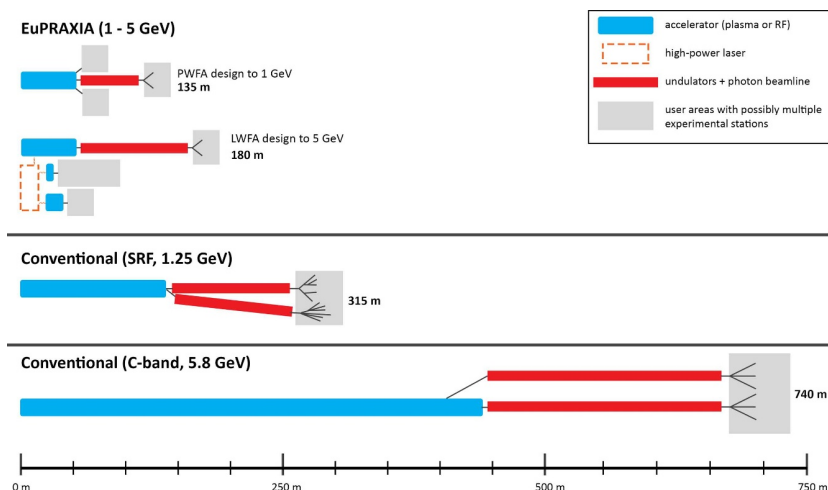 EuPRAXIA (1 - 5 GeV)
accelerator (plasma or RF)
high-power laser
undulators + photon beamline
user areas with possibly multiple
experimental stations
PWFA design to 1 GeV
135 m
LWFA design to 5 GeV
180 m
Conventional (SRF, 1.25 GeV)
315 m
Conventional (C-band, 5.8 GeV)
740 m
0 m
250 m
500 m
750 m